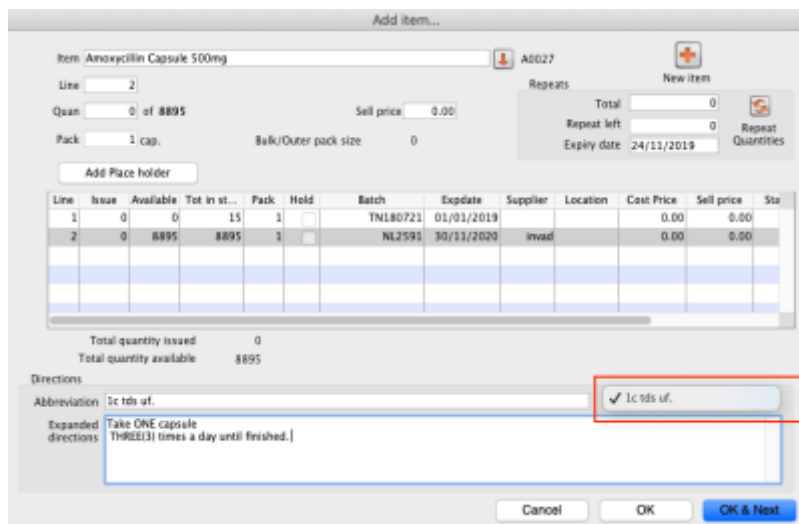 Add item...
Item Amoxycillin Capsule 500mg A0027 New item
Line 2 Repeats
Quan 0 of 8895 Sell price 0.00 Total 0
Repeat left 0 Repeat Quantities
Pack 1 cap. Bulk/Outer pack size 0 Expiry date 24/11/2019
Add Place holder
Line Issue Available Tot in st... Pack Hold Batch Expdate Supplier Location Cost Price Sell price Sta
1 0 0 15 1 TN180721 01/01/2019 0.00 0.00
2 0 8895 8895 1 NL2591 30/11/2020 invad 0.00 0.00
Total quantity issued 0
Total quantity available 8895
Directions
Abbreviation 1c tds uf. ✓ 1c tds uf.
Expanded directions Take ONE capsule
THREE(3) times a day until finished.
Cancel OK OK & Next